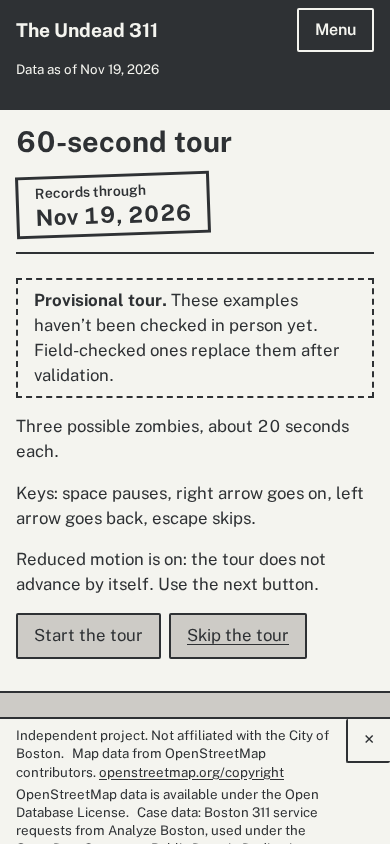 The Undead 311
Menu
Data as of Nov 19, 2026
60-second tour
Records through
Nov 19, 2026
Provisional tour. These examples
haven’t been checked in person yet.
Field-checked ones replace them after
validation.
Three possible zombies, about 20 seconds
each.
Keys: space pauses, right arrow goes on, left
arrow goes back, escape skips.
Reduced motion is on: the tour does not
advance by itself. Use the next button.
Start the tour
Skip the tour
Independent project. Not affiliated with the City of
Boston. Map data from OpenStreetMap
contributors. openstreetmap.org/copyright
×
OpenStreetMap data is available under the Open
Database License. Case data: Boston 311 service
requests from Analyze Boston, used under the